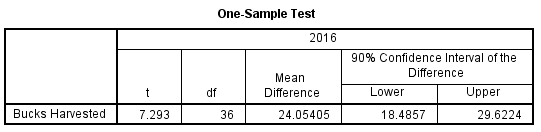 One-Sample Test
2016
90% Confidence Interval of the
Difference
Mean
Difference
t df Lower Upper
Bucks Harvested 7.293 36 24.05405 18.4857 29.6224